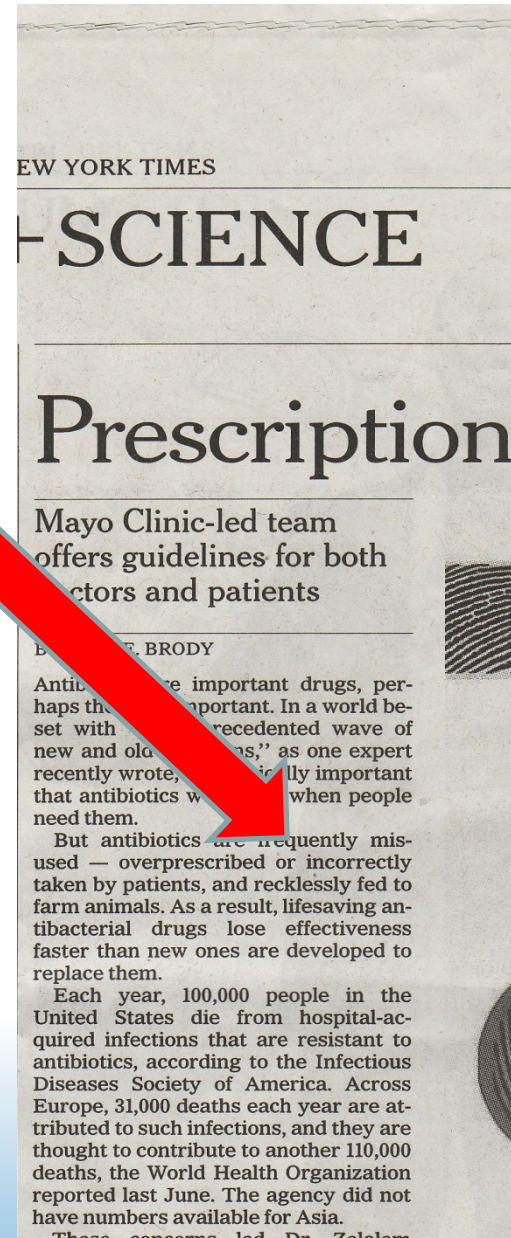 EW YORK TIMES
SCIENCE
Prescription
Mayo Clinic-led team
offers guidelines for both
ctors and patients
E. BRODY
Antib e important drugs, per-
haps th portant. In a world be-
set with recedented wave of
new and old ns,” as one expert
recently wrote, lly important
that antibiotics w when people
need them.
But antibiotics are frequently mis-
used — overprescribed or incorrectly
taken by patients, and recklessly fed to
farm animals. As a result, lifesaving an-
tibacterial drugs lose effectiveness
faster than new ones are developed to
replace them.
Each year, 100,000 people in the
United States die from hospital-ac-
quired infections that are resistant to
antibiotics, according to the Infectious
Diseases Society of America. Across
Europe, 31,000 deaths each year are at-
tributed to such infections, and they are
thought to contribute to another 110,000
deaths, the World Health Organization
reported last June. The agency did not
have numbers available for Asia.
These concerns led Dr. Zelalem